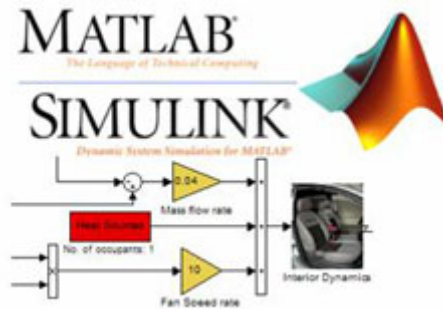 MATLAB®
The Language of Technical Computing
SIMULINK®
Dynamic System Simulation for MATLAB®
0.04
Mass flow rate
Heat Sources
No. of occupants: 1
Interior Dynamics
10
Fan Speed rate